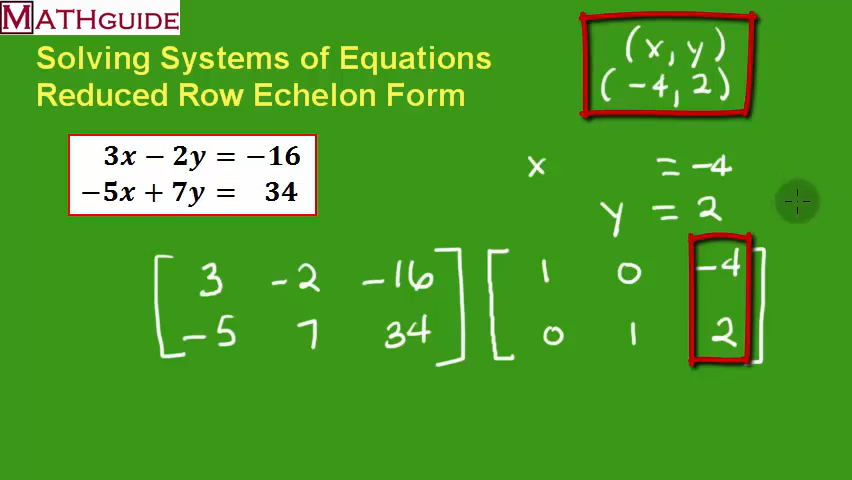 MATHGUIDE
Solving Systems of Equations
Reduced Row Echelon Form
(x, y)
(-4, 2)
3x − 2y = −16
−5x + 7y = 34
x = -4
y = 2
[ 3 -2 -16 ] [ 1 0 -4 ]
[ -5 7 34 ] [ 0 1 2 ]